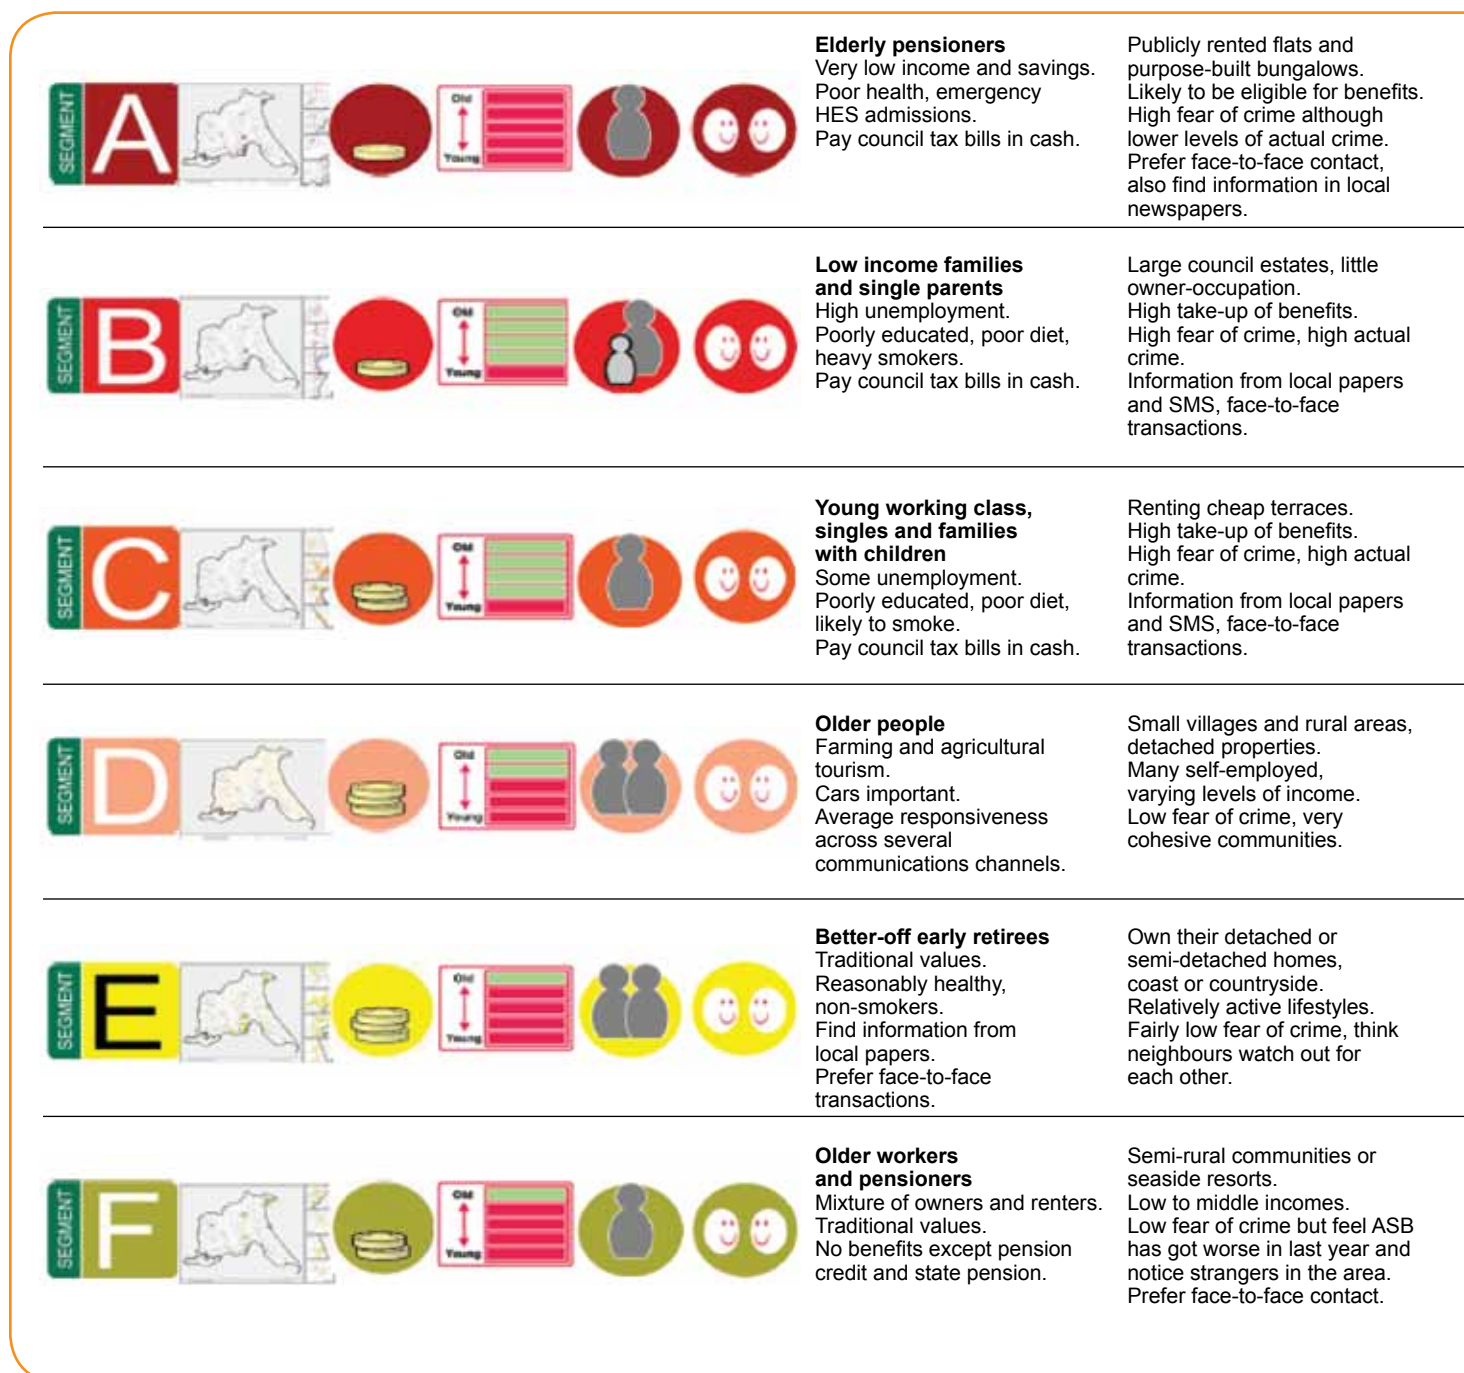 SEGMENT
A
Old
Young
Elderly pensioners
Very low income and savings.
Poor health, emergency
HES admissions.
Pay council tax bills in cash.
Publicly rented flats and
purpose-built bungalows.
Likely to be eligible for benefits.
High fear of crime although
lower levels of actual crime.
Prefer face-to-face contact,
also find information in local
newspapers.
SEGMENT
B
Old
Young
Low income families
and single parents
High unemployment.
Poorly educated, poor diet,
heavy smokers.
Pay council tax bills in cash.
Large council estates, little
owner-occupation.
High take-up of benefits.
High fear of crime, high actual
crime.
Information from local papers
and SMS, face-to-face
transactions.
SEGMENT
C
Old
Young
Young working class,
singles and families
with children
Some unemployment.
Poorly educated, poor diet,
likely to smoke.
Pay council tax bills in cash.
Renting cheap terraces.
High take-up of benefits.
High fear of crime, high actual
crime.
Information from local papers
and SMS, face-to-face
transactions.
SEGMENT
D
Old
Young
Older people
Farming and agricultural
tourism.
Cars important.
Average responsiveness
across several
communications channels.
Small villages and rural areas,
detached properties.
Many self-employed,
varying levels of income.
Low fear of crime, very
cohesive communities.
SEGMENT
E
Old
Young
Better-off early retirees
Traditional values.
Reasonably healthy,
non-smokers.
Find information from
local papers.
Prefer face-to-face
transactions.
Own their detached or
semi-detached homes,
coast or countryside.
Relatively active lifestyles.
Fairly low fear of crime, think
neighbours watch out for
each other.
SEGMENT
F
Old
Young
Older workers
and pensioners
Mixture of owners and renters.
Traditional values.
No benefits except pension
credit and state pension.
Semi-rural communities or
seaside resorts.
Low to middle incomes.
Low fear of crime but feel ASB
has got worse in last year and
notice strangers in the area.
Prefer face-to-face contact.